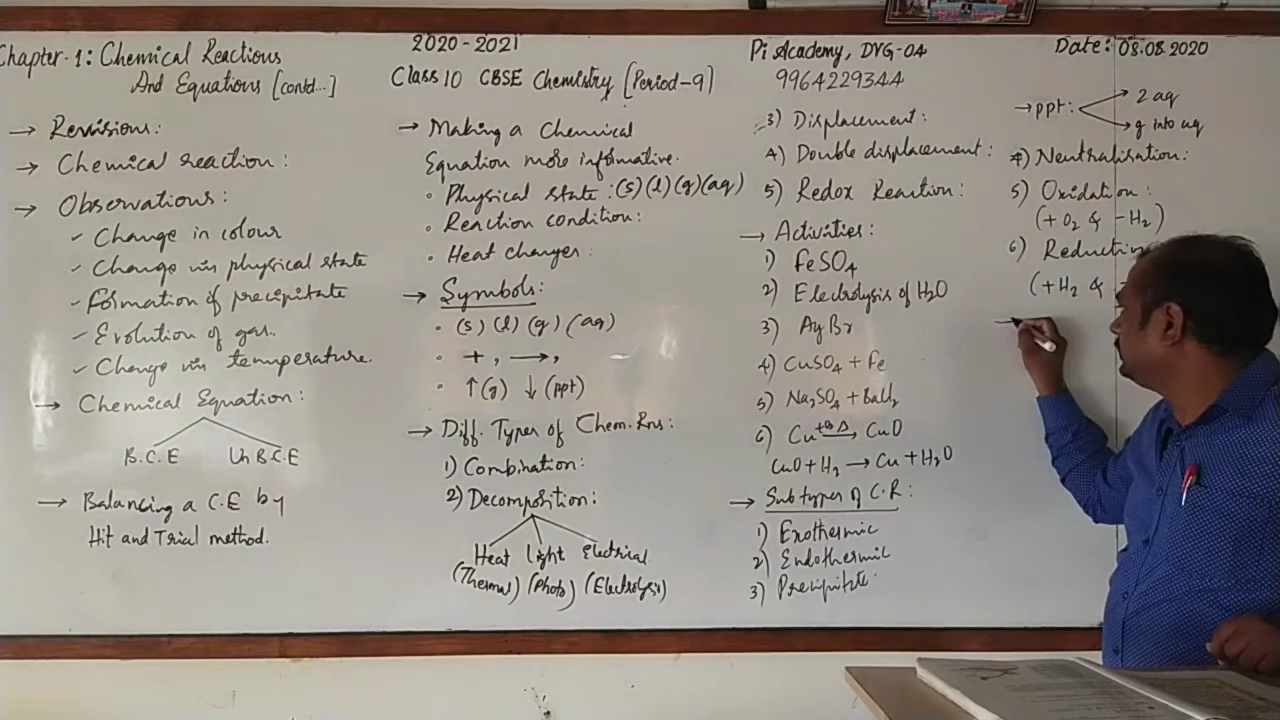 Chapter-1: Chemical Reactions
And Equations [contd...]
→ Revisions:
→ Chemical reaction:
→ Observations:
✓ Change in colour
✓ Change in physical state
✓ Formation of precipitate
✓ Evolution of gas.
✓ Change in temperature.
→ Chemical Equation:
B.C.E UnB.C.E
→ Balancing a C.E by
Hit and Trial method.
2020-2021
Class 10 CBSE Chemistry [Period-9]
→ Making a Chemical
Equation more informative.
• Physical state: (s) (l) (g) (aq)
• Reaction condition:
• Heat changes:
→ Symbols:
• (s) (l) (g) (aq)
• +, →,
• ↑(g) ↓(ppt)
→ Diff. Types of Chem. Rns:
1) Combination:
2) Decomposition:
Heat light Electrical
(Thermal) (Photo) (Electrolysis)
Pi Academy, DVG-04
9964229344
3) Displacement:
4) Double displacement:
5) Redox Reaction:
→ Activities:
1) FeSO4
2) Electrolysis of H2O
3) AgBr
4) CuSO4 + Fe
5) Na2SO4 + BaCl2
6) Cu +O2 Δ→ CuO
CuO + H2 → Cu + H2O
→ Subtypes of C.R:
1) Exothermic
2) Endothermic
3) Precipitate
Date: 08.08.2020
→ ppt: 2 aq
g into aq
4) Neutralisation:
5) Oxidation:
(+O2 & -H2)
6) Reduction
(+H2 &